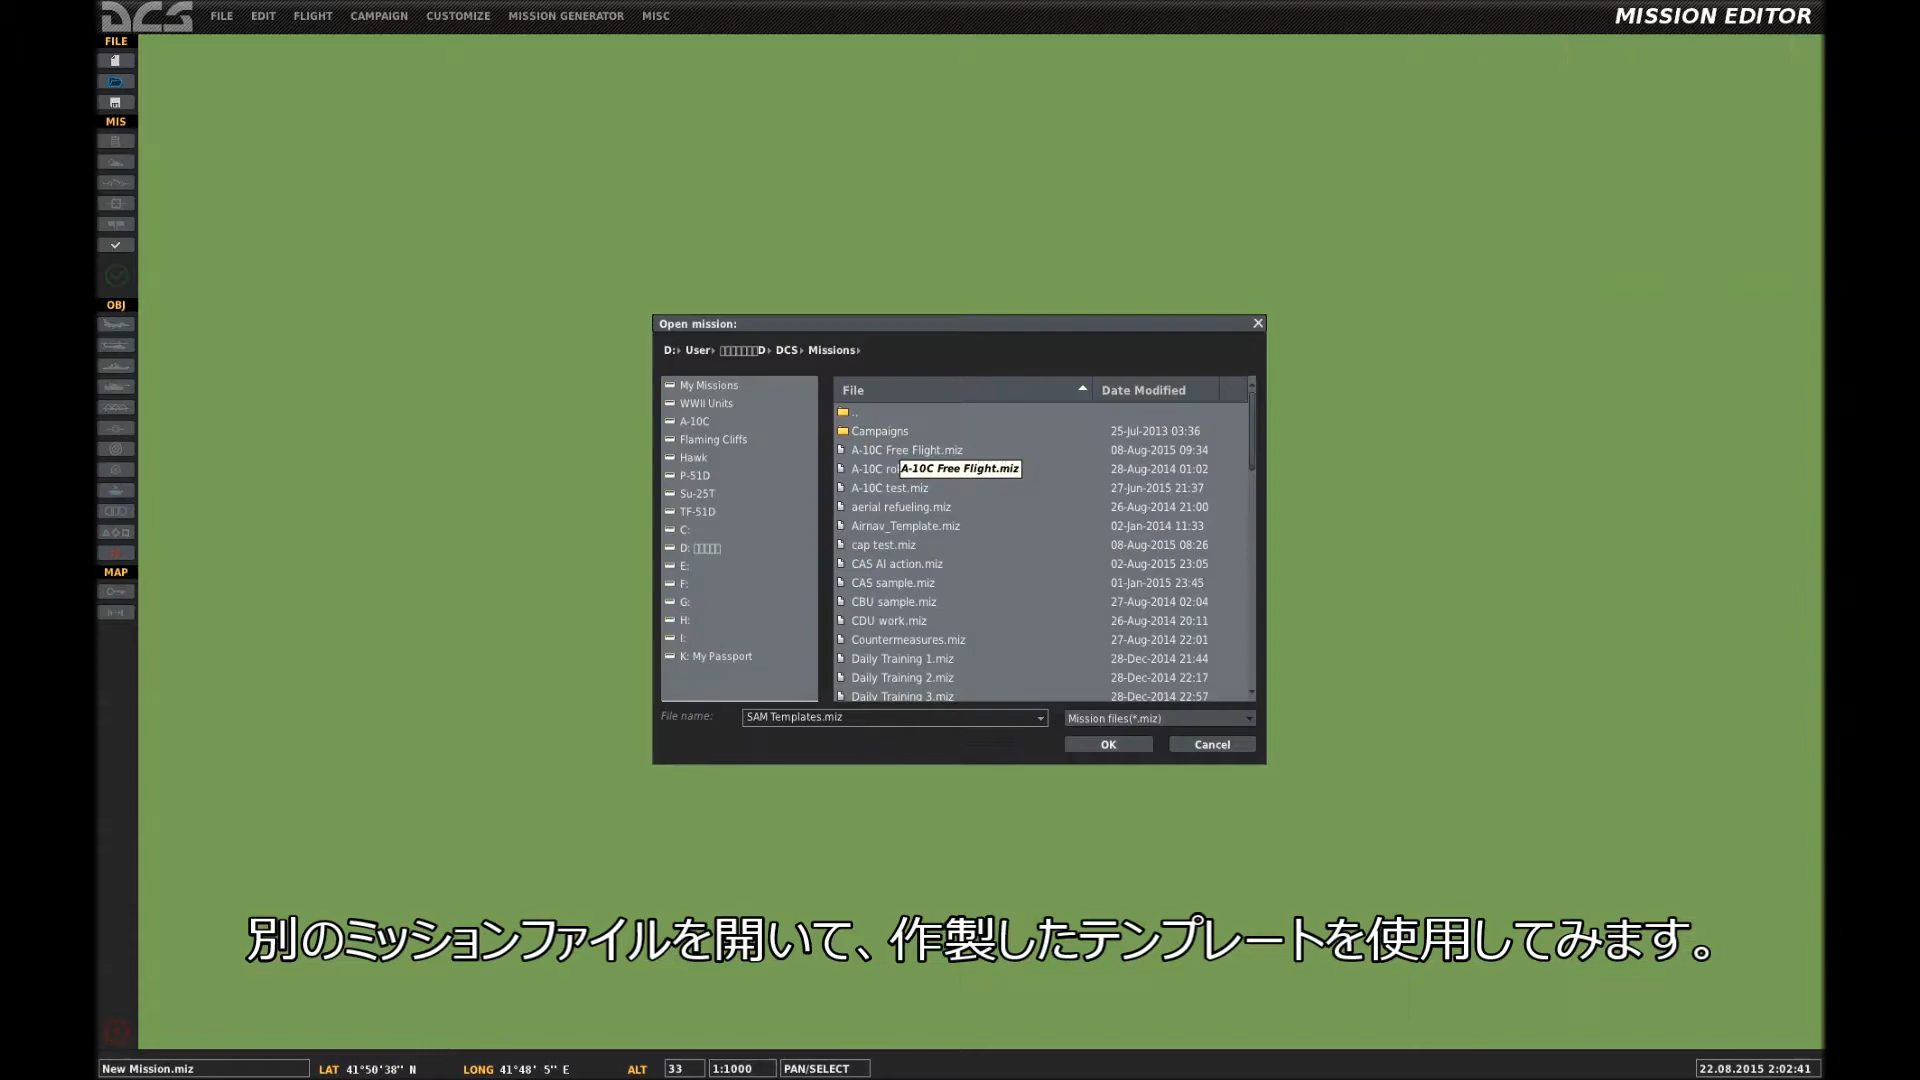 DCS FILE EDIT FLIGHT CAMPAIGN CUSTOMIZE MISSION GENERATOR MISC MISSION EDITOR
FILE
MIS
OBJ
MAP
Open mission:
D: User D DCS Missions
My Missions
WWII Units
A-10C
Flaming Cliffs
Hawk
P-51D
Su-25T
TF-51D
C:
D:
E:
F:
G:
H:
I:
K: My Passport
File Date Modified
..
Campaigns 25-Jul-2013 03:36
A-10C Free Flight.miz 08-Aug-2015 09:34
A-10C ro 28-Aug-2014 01:02
A-10C Free Flight.miz
A-10C test.miz 27-Jun-2015 21:37
aerial refueling.miz 26-Aug-2014 21:00
Airnav_Template.miz 02-Jan-2014 11:33
cap test.miz 08-Aug-2015 08:26
CAS AI action.miz 02-Aug-2015 23:05
CAS sample.miz 01-Jan-2015 23:45
CBU sample.miz 27-Aug-2014 02:04
CDU work.miz 26-Aug-2014 20:11
Countermeasures.miz 27-Aug-2014 22:01
Daily Training 1.miz 28-Dec-2014 21:44
Daily Training 2.miz 28-Dec-2014 22:17
Daily Training 3.miz 28-Dec-2014 22:57
File name: SAM Templates.miz Mission files(*.miz)
OK Cancel
別のミッションファイルを開いて、作製したテンプレートを使用してみます。
New Mission.miz LAT 41°50'38" N LONG 41°48' 5" E ALT 33 1:1000 PAN/SELECT 22.08.2015 2:02:41